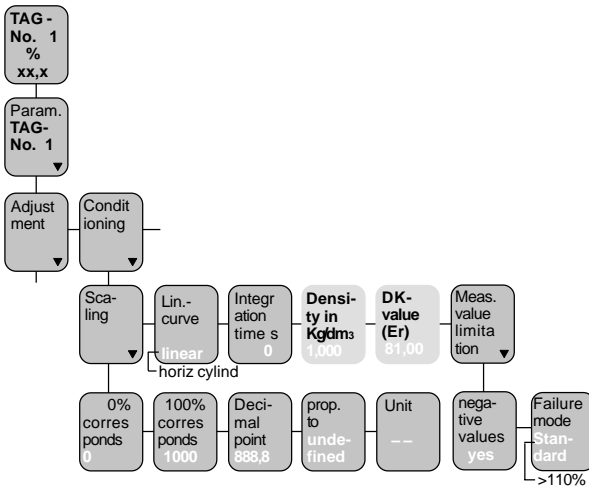 TAG -
No. 1
%
xx,x
Param.
TAG-
No. 1
Adjust
ment
Condit
ioning
Sca-
ling
Lin.-
curve
linear
horiz cylind
Integr
ation
time s
0
Densi-
ty in
Kg/dm3
1,000
DK-
value
(Er)
81,00
Meas.
value
limita
tion
0%
corres
ponds
0
100%
corres
ponds
1000
Deci-
mal
point
888,8
prop.
to
unde-
fined
Unit
– –
nega-
tive
values
yes
Failure
mode
Stan-
dard
>110%